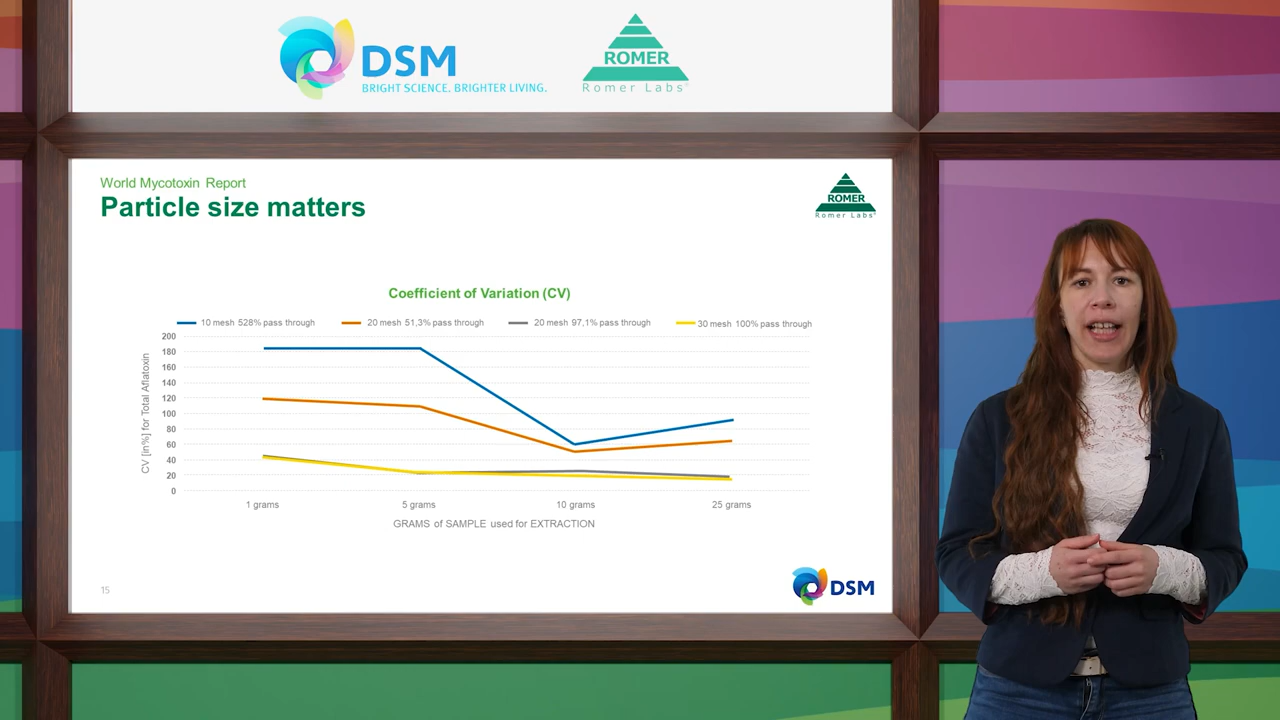 DSM
BRIGHT SCIENCE. BRIGHTER LIVING.
ROMER
Romer Labs®
World Mycotoxin Report
Particle size matters
ROMER
Romer Labs®
Coefficient of Variation (CV)
10 mesh 528% pass through
20 mesh 51,3% pass through
20 mesh 97,1% pass through
30 mesh 100% pass through
CV [in%] for Total Aflatoxin
200
180
160
140
120
100
80
60
40
20
0
1 grams
5 grams
10 grams
25 grams
GRAMS of SAMPLE used for EXTRACTION
15
DSM